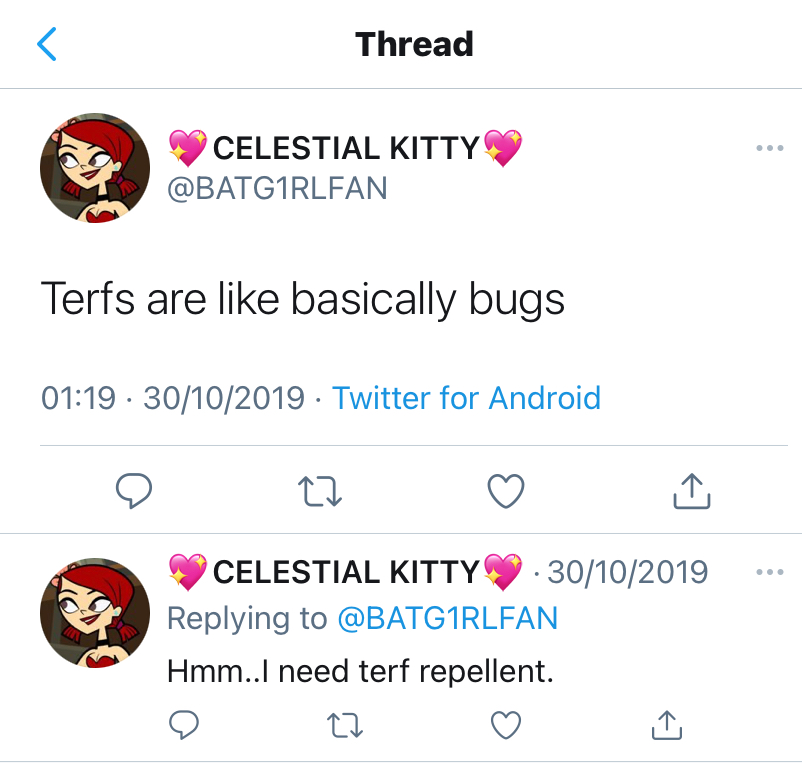 Thread
💖CELESTIAL KITTY💖
@BATG1RLFAN
Terfs are like basically bugs
01:19 · 30/10/2019 · Twitter for Android
💖CELESTIAL KITTY💖 · 30/10/2019
Replying to @BATG1RLFAN
Hmm..I need terf repellent.